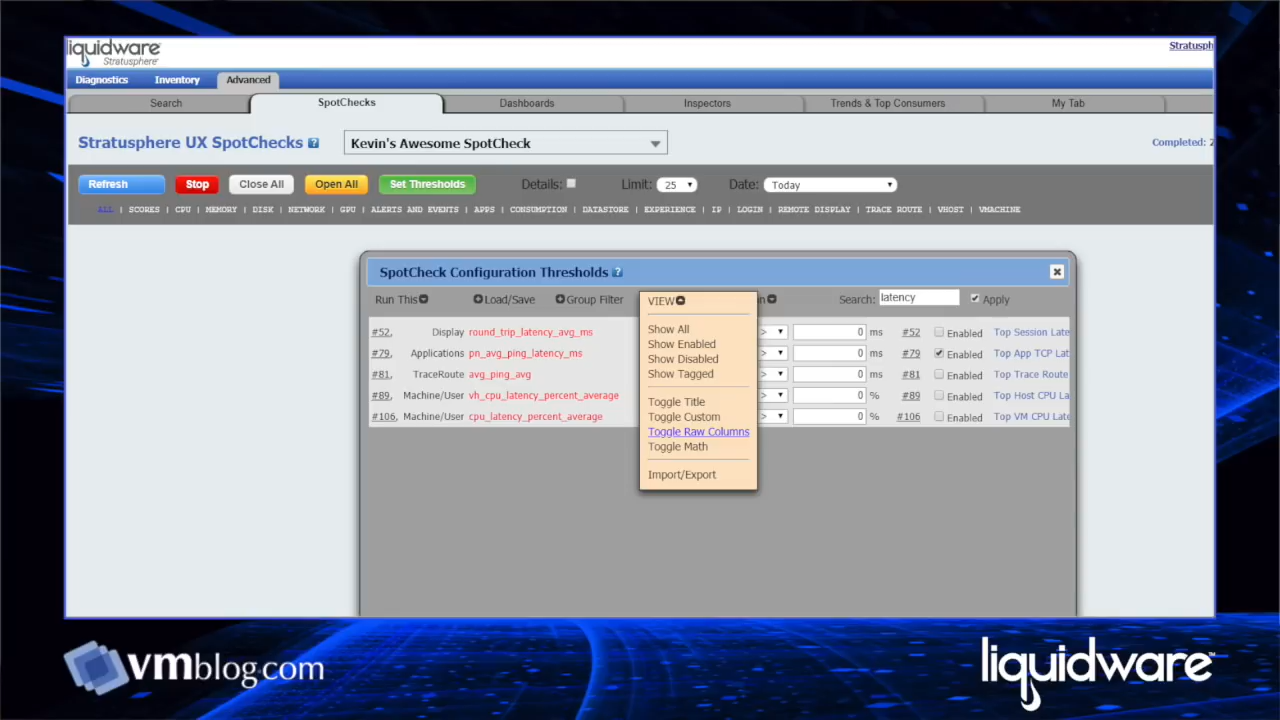 liquidware
Stratusphere
Stratusph
Diagnostics Inventory Advanced
Search SpotChecks Dashboards Inspectors Trends & Top Consumers My Tab
Stratusphere UX SpotChecks ? Kevin's Awesome SpotCheck Completed: 2
Refresh Stop Close All Open All Set Thresholds Details: Limit: 25 Date: Today
ALL | SCORES | CPU | MEMORY | DISK | NETWORK | GPU | ALERTS AND EVENTS | APPS | CONSUMPTION | DATASTORE | EXPERIENCE | IP | LOGIN | REMOTE DISPLAY | TRACE ROUTE | VHOST | VMACHINE
SpotCheck Configuration Thresholds ?
Run This Load/Save Group Filter VIEW n Search: latency Apply
#52, Display round_trip_latency_avg_ms > 0 ms #52 Enabled Top Session Late
#79, Applications pn_avg_ping_latency_ms > 0 ms #79 Enabled Top App TCP Lat
#81, TraceRoute avg_ping_avg > 0 ms #81 Enabled Top Trace Route
#89, Machine/User vh_cpu_latency_percent_average > 0 % #89 Enabled Top Host CPU L
#106, Machine/User cpu_latency_percent_average > 0 % #106 Enabled Top VM CPU Late
Show All
Show Enabled
Show Disabled
Show Tagged
Toggle Title
Toggle Custom
Toggle Raw Columns
Toggle Math
Import/Export
vmblog.com
liquidware™